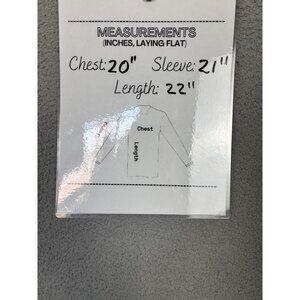 MEASUREMENTS
(INCHES, LAYING FLAT)
Chest: 20" Sleeve: 21"
Length: 22"
Chest
Length